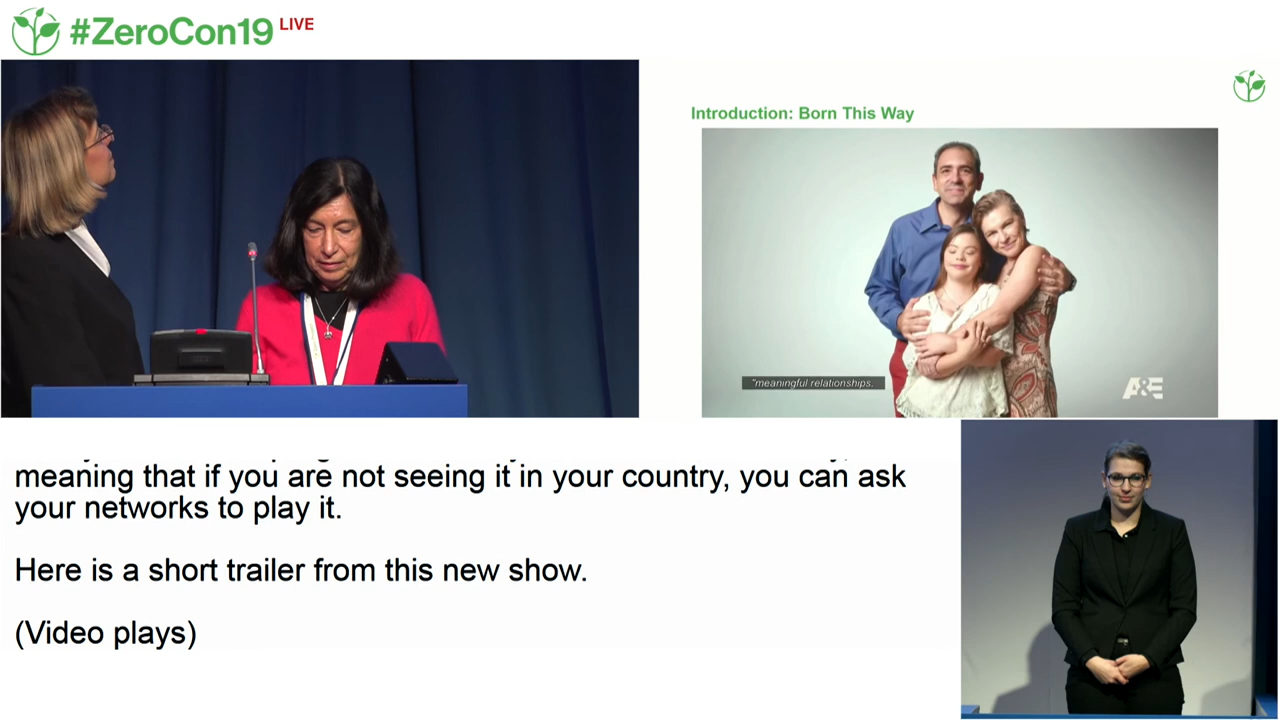 #ZeroCon19 LIVE
Introduction: Born This Way
"meaningful relationships.
A&E
meaning that if you are not seeing it in your country, you can ask
your networks to play it.
Here is a short trailer from this new show.
(Video plays)